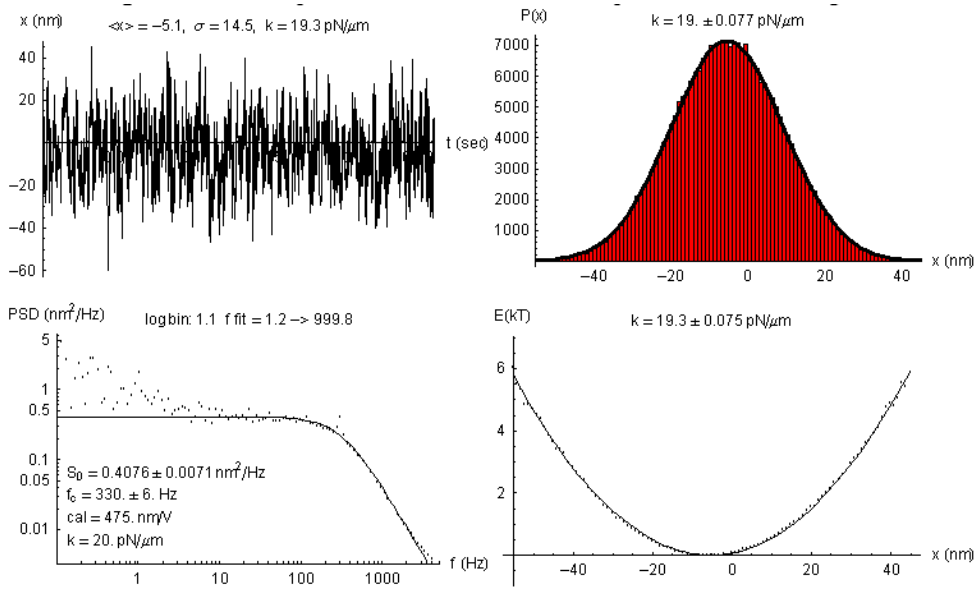 x (nm)
<x> = −5.1, σ = 14.5, k = 19.3 pN/μm
40
20
−20
−40
−60
t (sec)
P(x)
k = 19. ± 0.077 pN/μm
7000
6000
5000
4000
3000
2000
1000
−40 −20 0 20 40
x (nm)
PSD (nm²/Hz)
logbin: 1.1 f fit = 1.2 −> 999.8
5
1
0.5
0.1
0.05
0.01
S₀ = 0.4076 ± 0.0071 nm²/Hz
f꜀ = 330. ± 6. Hz
cal = 475. nm/V
k = 20. pN/μm
1 10 100 1000
f (Hz)
E(kT)
k = 19.3 ± 0.075 pN/μm
6
4
2
−40 −20 0 20 40
x (nm)